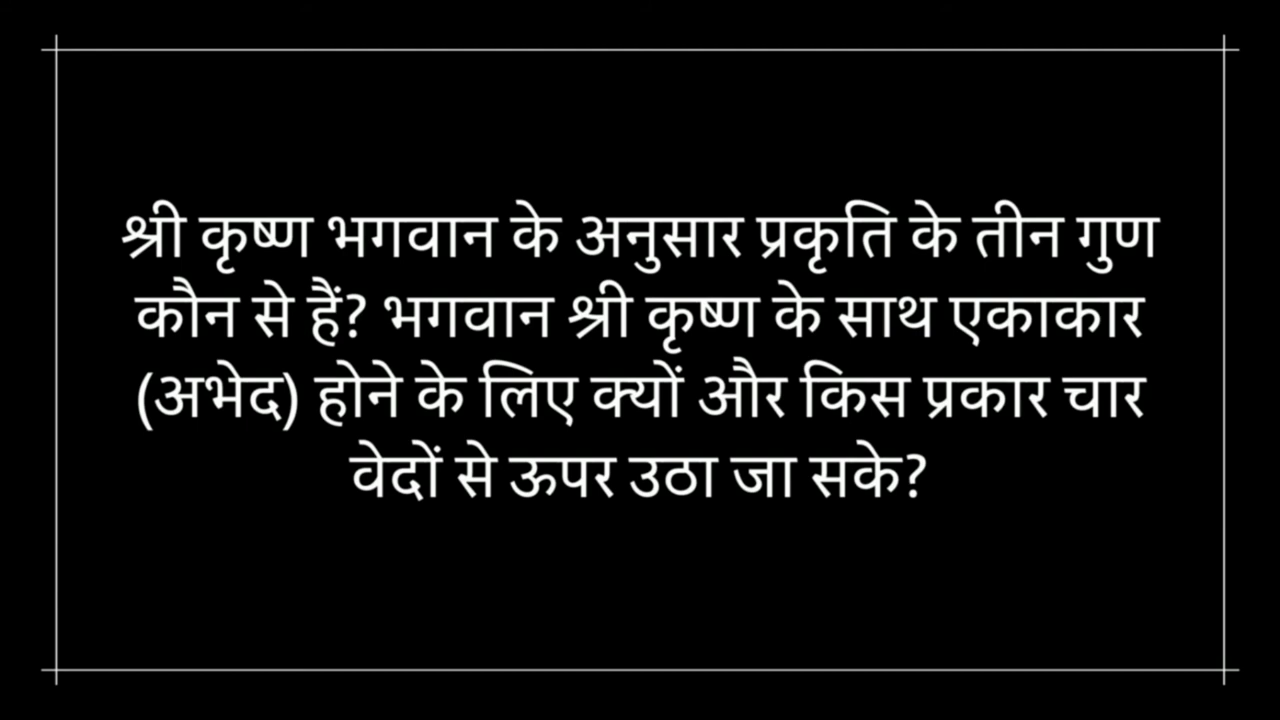 श्री कृष्ण भगवान के अनुसार प्रकृति के तीन गुण
कौन से हैं? भगवान श्री कृष्ण के साथ एकाकार
(अभेद) होने के लिए क्यों और किस प्रकार चार
वेदों से ऊपर उठा जा सके?